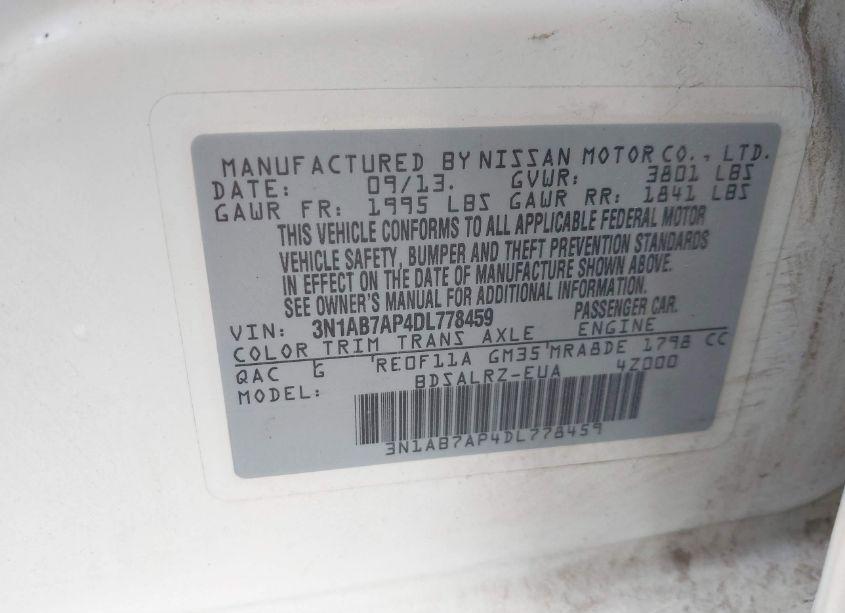 MANUFACTURED BY NISSAN MOTOR CO., LTD.
DATE: 09/13. GVWR: 3801 LBS
GAWR FR: 1995 LBS GAWR RR: 1841 LBS
THIS VEHICLE CONFORMS TO ALL APPLICABLE FEDERAL MOTOR
VEHICLE SAFETY, BUMPER AND THEFT PREVENTION STANDARDS
IN EFFECT ON THE DATE OF MANUFACTURE SHOWN ABOVE.
SEE OWNER'S MANUAL FOR ADDITIONAL INFORMATION.
VIN: 3N1AB7AP4DL778459 PASSENGER CAR.
COLOR TRIM TRANS AXLE ENGINE
QAC G RE0F11A GM35 MRA8DE 1798 CC
MODEL: BDSALRZ-EUA 4Z000
3N1AB7AP4DL778459